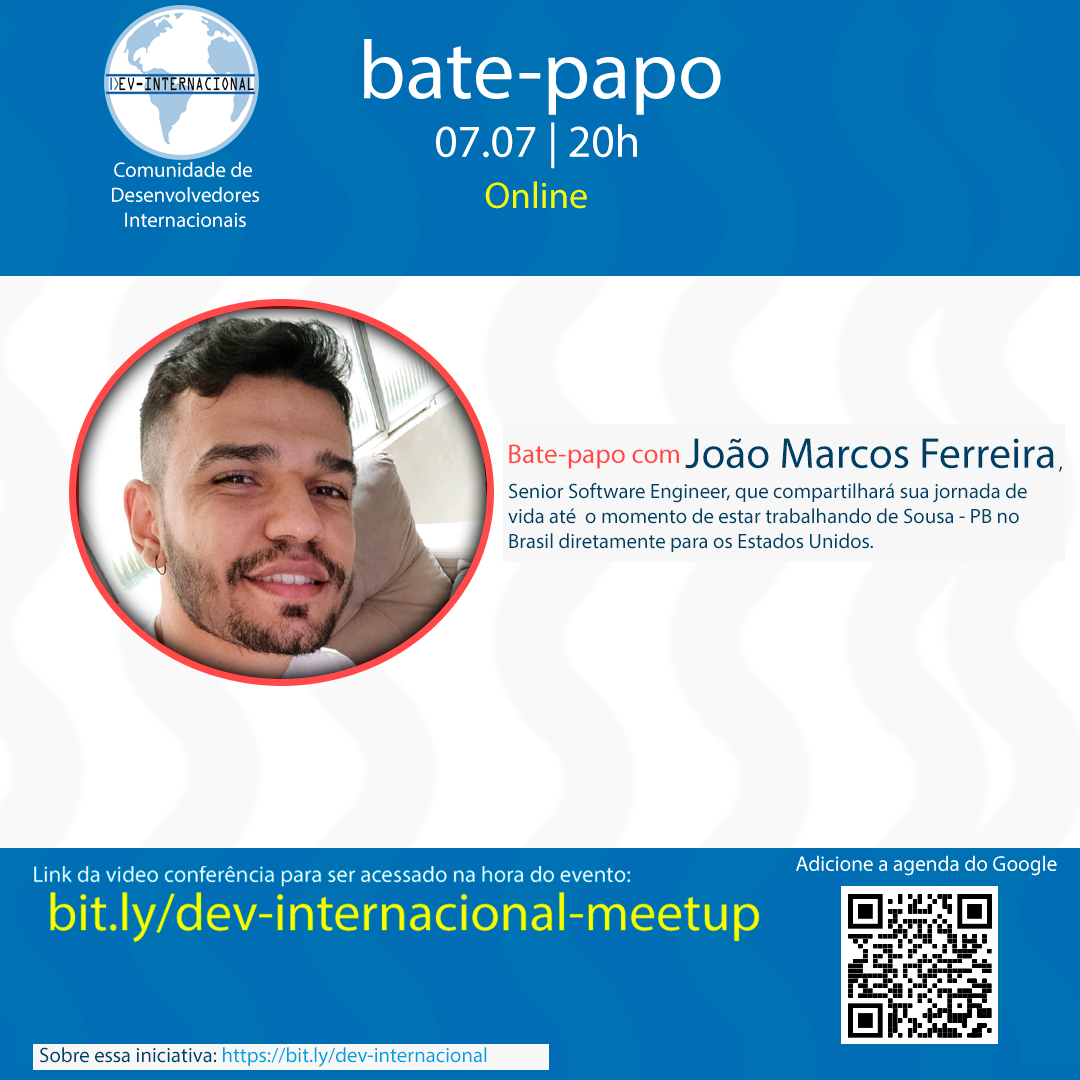 DEV-INTERNACIONAL
Comunidade de
Desenvolvedores
Internacionais
bate-papo
07.07 | 20h
Online
Bate-papo com João Marcos Ferreira,
Senior Software Engineer, que compartilhará sua jornada de
vida até o momento de estar trabalhando de Sousa - PB no
Brasil diretamente para os Estados Unidos.
Link da video conferência para ser acessado na hora do evento:
bit.ly/dev-internacional-meetup
Adicione a agenda do Google
Sobre essa iniciativa: https://bit.ly/dev-internacional